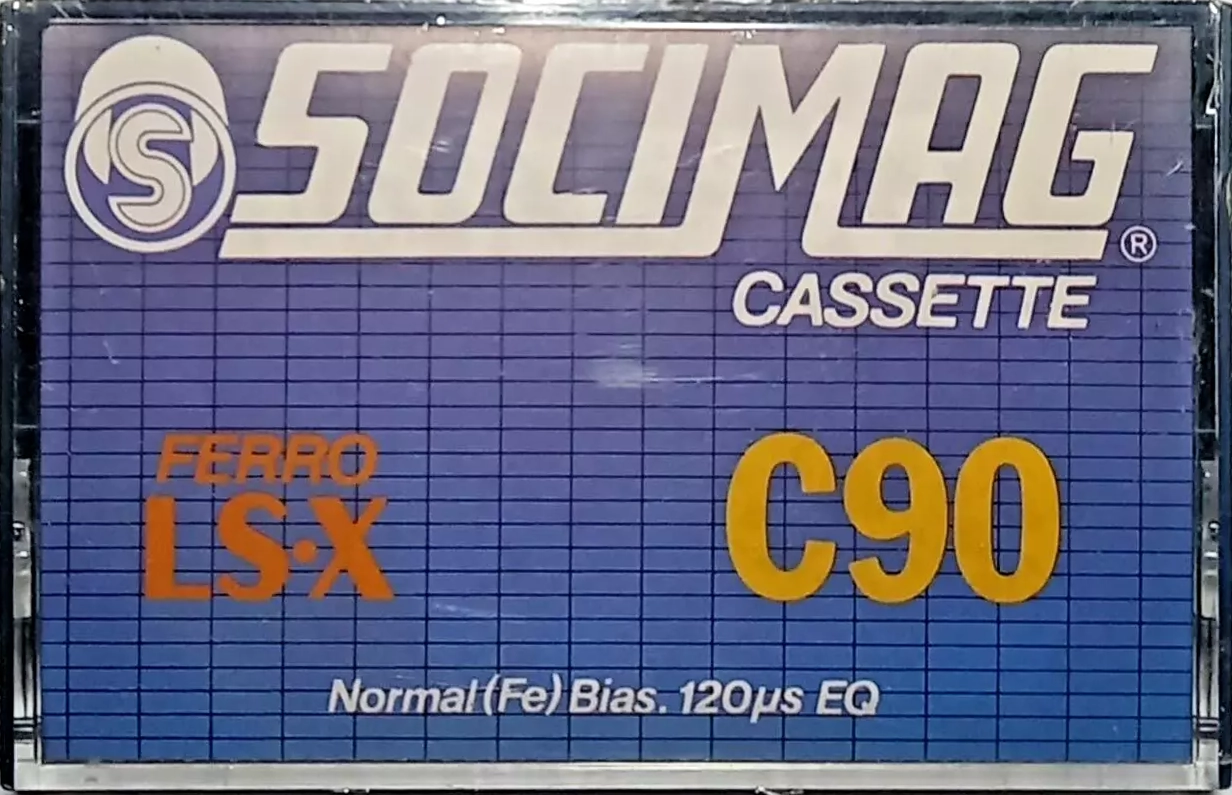 S SOCIMAG®
CASSETTE
FERRO
LS·X
C90
Normal (Fe) Bias. 120µs EQ